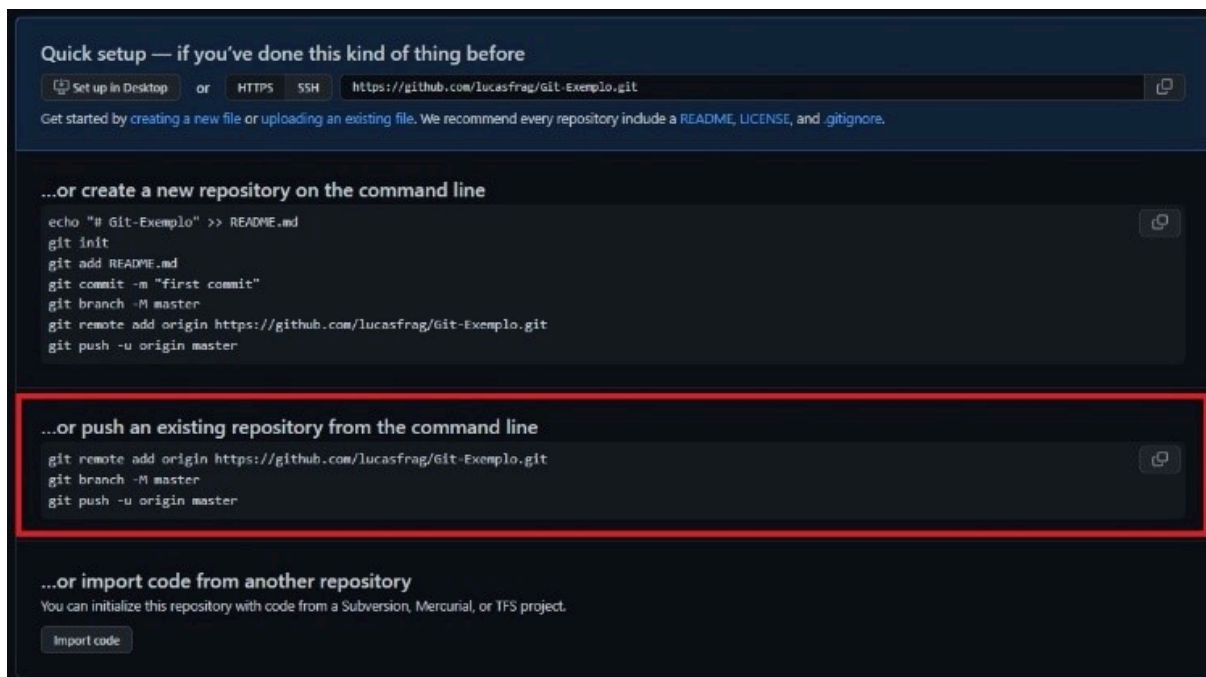 Quick setup — if you've done this kind of thing before
Set up in Desktop or HTTPS SSH https://github.com/lucasfrag/Git-Exemplo.git
Get started by creating a new file or uploading an existing file. We recommend every repository include a README, LICENSE, and .gitignore.
...or create a new repository on the command line
echo "# Git-Exemplo" >> README.md
git init
git add README.md
git commit -m "first commit"
git branch -M master
git remote add origin https://github.com/lucasfrag/Git-Exemplo.git
git push -u origin master
...or push an existing repository from the command line
git remote add origin https://github.com/lucasfrag/Git-Exemplo.git
git branch -M master
git push -u origin master
...or import code from another repository
You can initialize this repository with code from a Subversion, Mercurial, or TFS project.
Import code